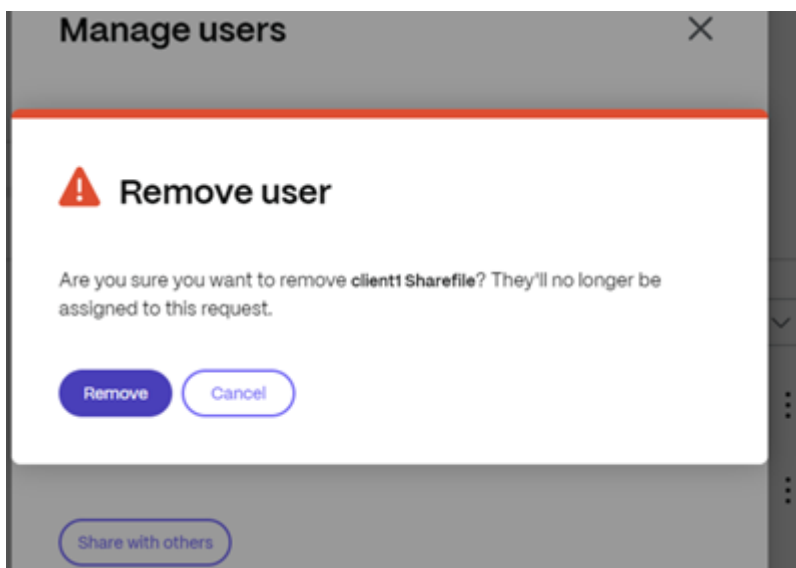 Manage users
Remove user
Are you sure you want to remove client1 Sharefile? They'll no longer be
assigned to this request.
Remove
Cancel
Share with others